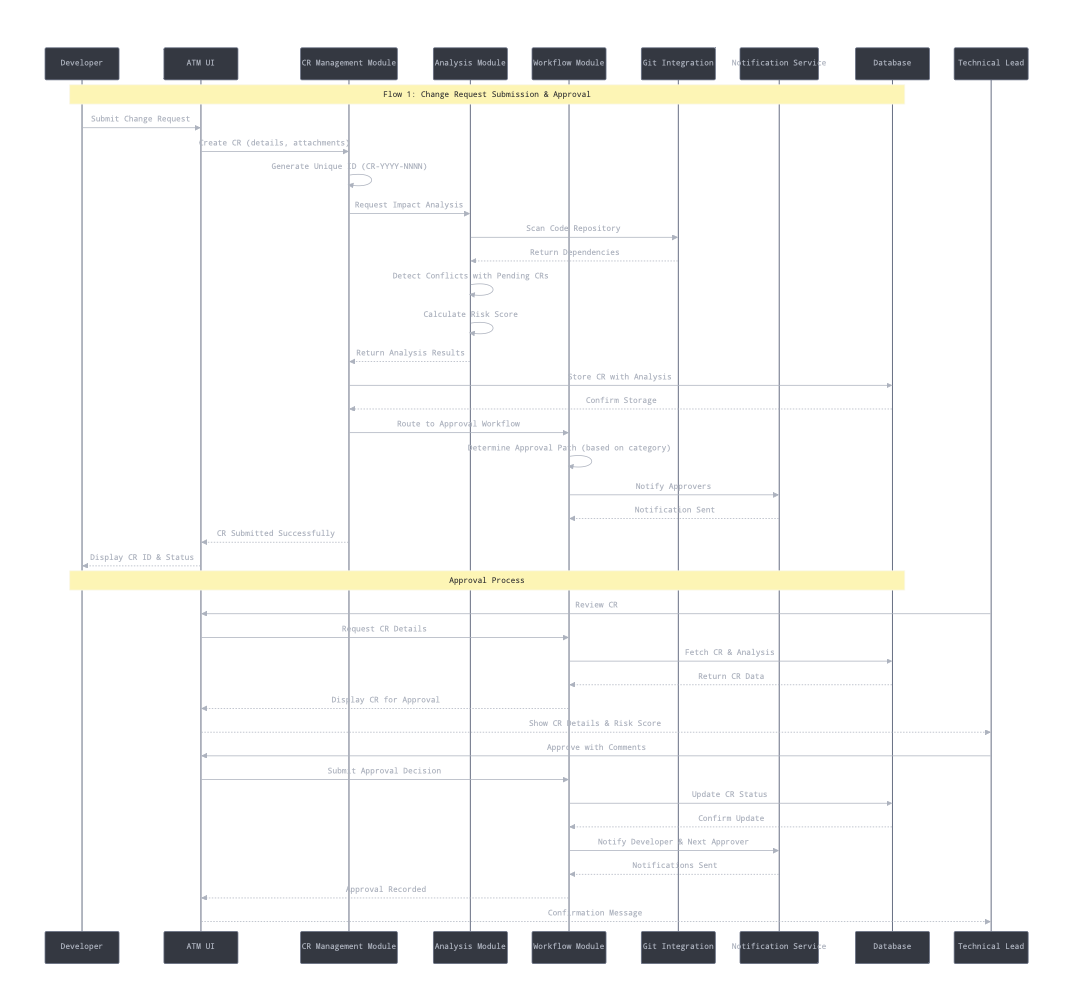 Developer
ATM UI
CR Management Module
Analysis Module
Workflow Module
Git Integration
Notification Service
Database
Technical Lead
Flow 1: Change Request Submission & Approval
Submit Change Request
Create CR (details, attachments)
Generate Unique ID (CR-YYYY-NNNN)
Request Impact Analysis
Scan Code Repository
Return Dependencies
Detect Conflicts with Pending CRs
Calculate Risk Score
Return Analysis Results
Store CR with Analysis
Confirm Storage
Route to Approval Workflow
Determine Approval Path (based on category)
Notify Approvers
Notification Sent
CR Submitted Successfully
Display CR ID & Status
Approval Process
Review CR
Request CR Details
Fetch CR & Analysis
Return CR Data
Display CR for Approval
Show CR Details & Risk Score
Approve with Comments
Submit Approval Decision
Update CR Status
Confirm Update
Notify Developer & Next Approver
Notifications Sent
Approval Recorded
Confirmation Message
Developer
ATM UI
CR Management Module
Analysis Module
Workflow Module
Git Integration
Notification Service
Database
Technical Lead